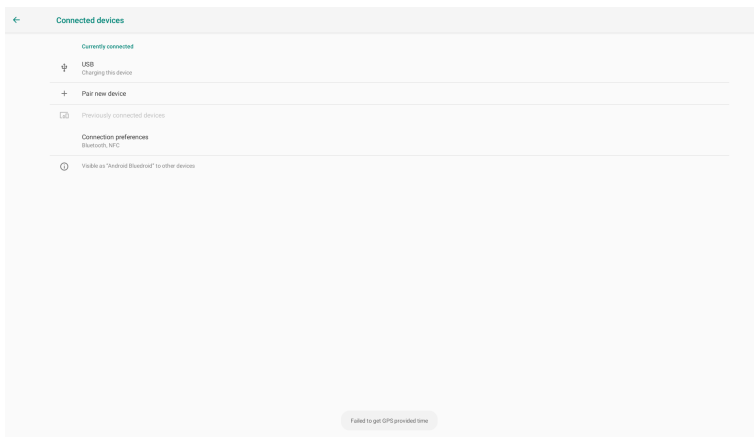 Connected devices
Currently connected
USB
Charging this device
Pair new device
Previously connected devices
Connection preferences
Bluetooth, NFC
Visible as "Android Bluedroid" to other devices
Failed to get GPS provided time